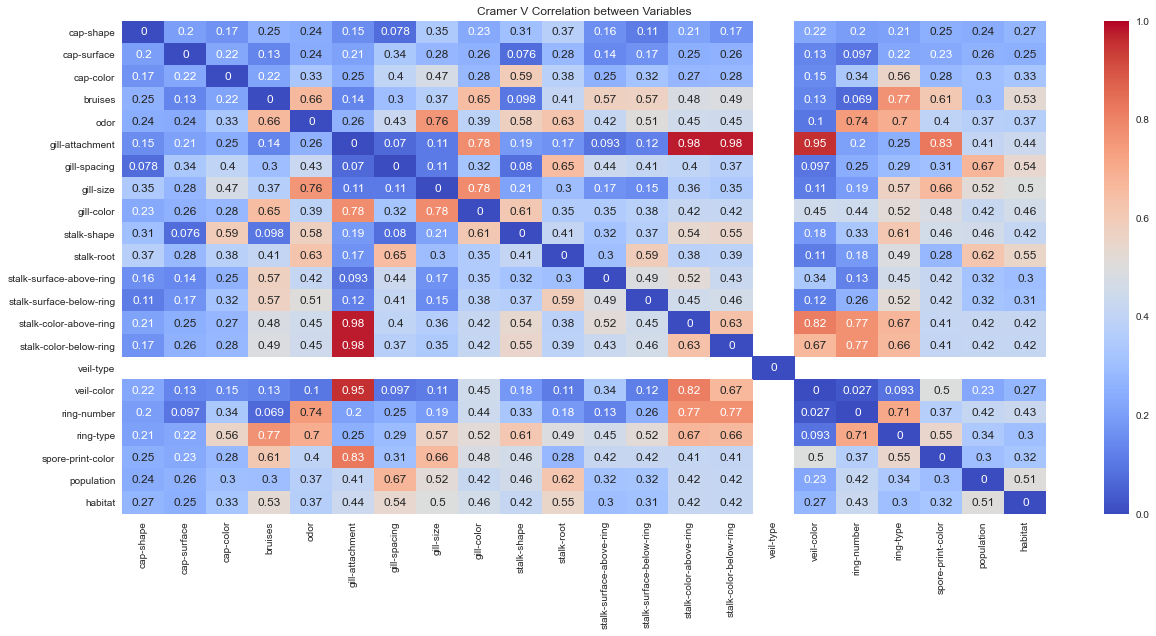 Cramer V Correlation between Variables
cap-shape 0 0.2 0.17 0.25 0.24 0.15 0.078 0.35 0.23 0.31 0.37 0.16 0.11 0.21 0.17 0.22 0.2 0.21 0.25 0.24 0.27
cap-surface 0.2 0 0.22 0.13 0.24 0.21 0.34 0.28 0.26 0.076 0.28 0.14 0.17 0.25 0.26 0.13 0.097 0.22 0.23 0.26 0.25
cap-color 0.17 0.22 0 0.22 0.33 0.25 0.4 0.47 0.28 0.59 0.38 0.25 0.32 0.27 0.28 0.15 0.34 0.56 0.28 0.3 0.33
bruises 0.25 0.13 0.22 0 0.66 0.14 0.3 0.37 0.65 0.098 0.41 0.57 0.57 0.48 0.49 0.13 0.069 0.77 0.61 0.3 0.53
odor 0.24 0.24 0.33 0.66 0 0.26 0.43 0.76 0.39 0.58 0.63 0.42 0.51 0.45 0.45 0.1 0.74 0.7 0.4 0.37 0.37
gill-attachment 0.15 0.21 0.25 0.14 0.26 0 0.07 0.11 0.78 0.19 0.17 0.093 0.12 0.98 0.98 0.95 0.2 0.25 0.83 0.41 0.44
gill-spacing 0.078 0.34 0.4 0.3 0.43 0.07 0 0.11 0.32 0.08 0.65 0.44 0.41 0.4 0.37 0.097 0.25 0.29 0.31 0.67 0.54
gill-size 0.35 0.28 0.47 0.37 0.76 0.11 0.11 0 0.78 0.21 0.3 0.17 0.15 0.36 0.35 0.11 0.19 0.57 0.66 0.52 0.5
gill-color 0.23 0.26 0.28 0.65 0.39 0.78 0.32 0.78 0 0.61 0.35 0.35 0.38 0.42 0.42 0.45 0.44 0.52 0.48 0.42 0.46
stalk-shape 0.31 0.076 0.59 0.098 0.58 0.19 0.08 0.21 0.61 0 0.41 0.32 0.37 0.54 0.55 0.18 0.33 0.61 0.46 0.46 0.42
stalk-root 0.37 0.28 0.38 0.41 0.63 0.17 0.65 0.3 0.35 0.41 0 0.3 0.59 0.38 0.39 0.11 0.18 0.49 0.28 0.62 0.55
stalk-surface-above-ring 0.16 0.14 0.25 0.57 0.42 0.093 0.44 0.17 0.35 0.32 0.3 0 0.49 0.52 0.43 0.34 0.13 0.45 0.42 0.32 0.3
stalk-surface-below-ring 0.11 0.17 0.32 0.57 0.51 0.12 0.41 0.15 0.38 0.37 0.59 0.49 0 0.45 0.46 0.12 0.26 0.52 0.42 0.32 0.31
stalk-color-above-ring 0.21 0.25 0.27 0.48 0.45 0.98 0.4 0.36 0.42 0.54 0.38 0.52 0.45 0 0.63 0.82 0.77 0.67 0.41 0.42 0.42
stalk-color-below-ring 0.17 0.26 0.28 0.49 0.45 0.98 0.37 0.35 0.42 0.55 0.39 0.43 0.46 0.63 0 0.67 0.77 0.66 0.41 0.42 0.42
veil-type 0
veil-color 0.22 0.13 0.15 0.13 0.1 0.95 0.097 0.11 0.45 0.18 0.11 0.34 0.12 0.82 0.67 0 0.027 0.093 0.5 0.23 0.27
ring-number 0.2 0.097 0.34 0.069 0.74 0.2 0.25 0.19 0.44 0.33 0.18 0.13 0.26 0.77 0.77 0.027 0 0.71 0.37 0.42 0.43
ring-type 0.21 0.22 0.56 0.77 0.7 0.25 0.29 0.57 0.52 0.61 0.49 0.45 0.52 0.67 0.66 0.093 0.71 0 0.55 0.34 0.3
spore-print-color 0.25 0.23 0.28 0.61 0.4 0.83 0.31 0.66 0.48 0.46 0.28 0.42 0.42 0.41 0.41 0.5 0.37 0.55 0 0.3 0.32
population 0.24 0.26 0.3 0.3 0.37 0.41 0.67 0.52 0.42 0.46 0.62 0.32 0.32 0.42 0.42 0.23 0.42 0.34 0.3 0 0.51
habitat 0.27 0.25 0.33 0.53 0.37 0.44 0.54 0.5 0.46 0.42 0.55 0.3 0.31 0.42 0.42 0.27 0.43 0.3 0.32 0.51 0
cap-shape
cap-surface
cap-color
bruises
odor
gill-attachment
gill-spacing
gill-size
gill-color
stalk-shape
stalk-root
stalk-surface-above-ring
stalk-surface-below-ring
stalk-color-above-ring
stalk-color-below-ring
veil-type
veil-color
ring-number
ring-type
spore-print-color
population
habitat
1.0
0.8
0.6
0.4
0.2
0.0